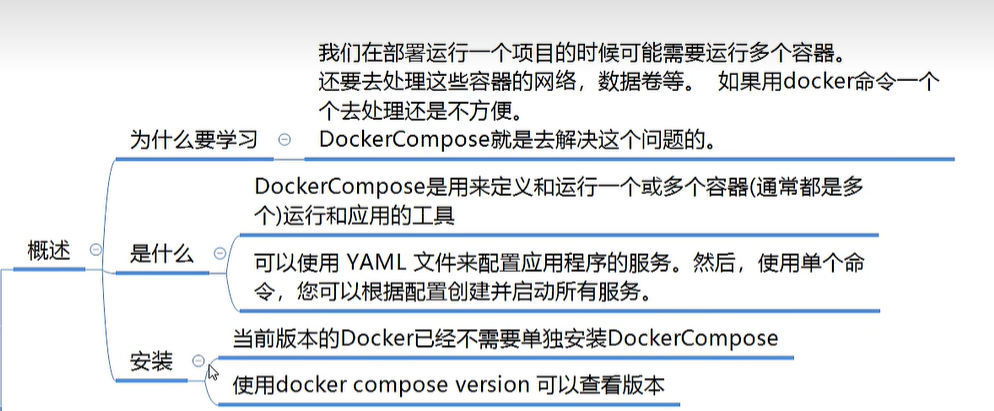 我们在部署运行一个项目的时候可能需要运行多个容器。
还要去处理这些容器的网络，数据卷等。 如果用docker命令一个
个去处理还是不方便。
DockerCompose就是去解决这个问题的。
为什么要学习
DockerCompose是用来定义和运行一个或多个容器(通常都是多
个)运行和应用的工具
概述
是什么
可以使用 YAML 文件来配置应用程序的服务。然后，使用单个命
令，您可以根据配置创建并启动所有服务。
当前版本的Docker已经不需要单独安装DockerCompose
安装
使用docker compose version 可以查看版本